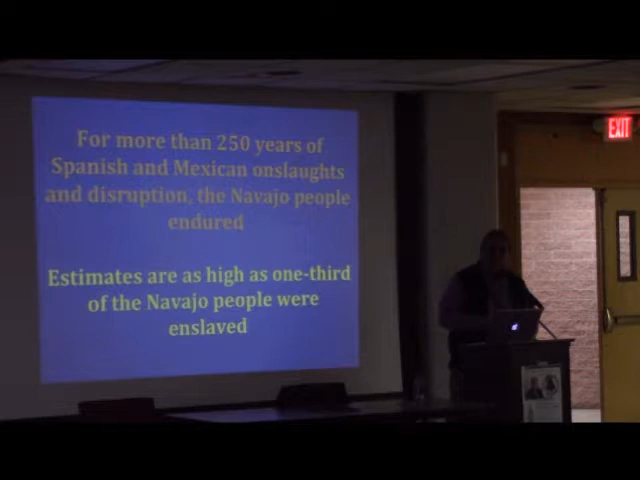 For more than 250 years of
Spanish and Mexican onslaughts
and disruption, the Navajo people
endured
Estimates are as high as one-third
of the Navajo people were
enslaved
EXIT